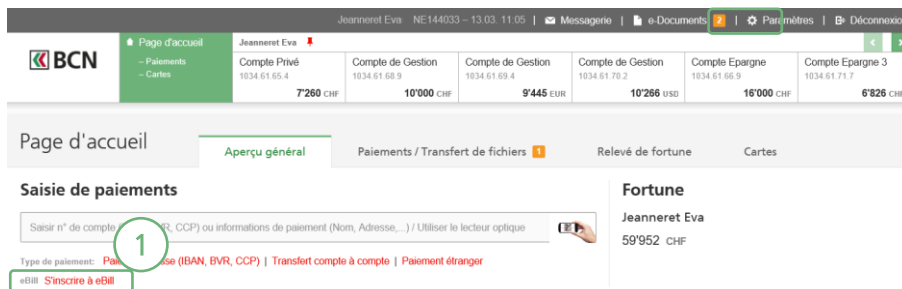 Jeanneret Eva NE144033 – 13.03. 11:05 | Messagerie | e-Documents 2 | Paramètres | Déconnexio
BCN
Page d'accueil
– Paiements
– Cartes
Jeanneret Eva
Compte Privé
1034.61.65.4
7'260 CHF
Compte de Gestion
1034.61.68.9
10'000 CHF
Compte de Gestion
1034.61.69.4
9'445 EUR
Compte de Gestion
1034.61.70.2
10'266 USD
Compte Epargne
1034.61.66.9
16'000 CHF
Compte Epargne 3
1034.61.71.7
6'826 CHF
Page d'accueil
Aperçu général
Paiements / Transfert de fichiers 1
Relevé de fortune
Cartes
Saisie de paiements
Saisir n° de compte R, CCP) ou informations de paiement (Nom, Adresse,...) / Utiliser le lecteur optique
1
Type de paiement: Pai sse (IBAN, BVR, CCP) | Transfert compte à compte | Paiement étranger
eBill S'inscrire à eBill
Fortune
Jeanneret Eva
59'952 CHF